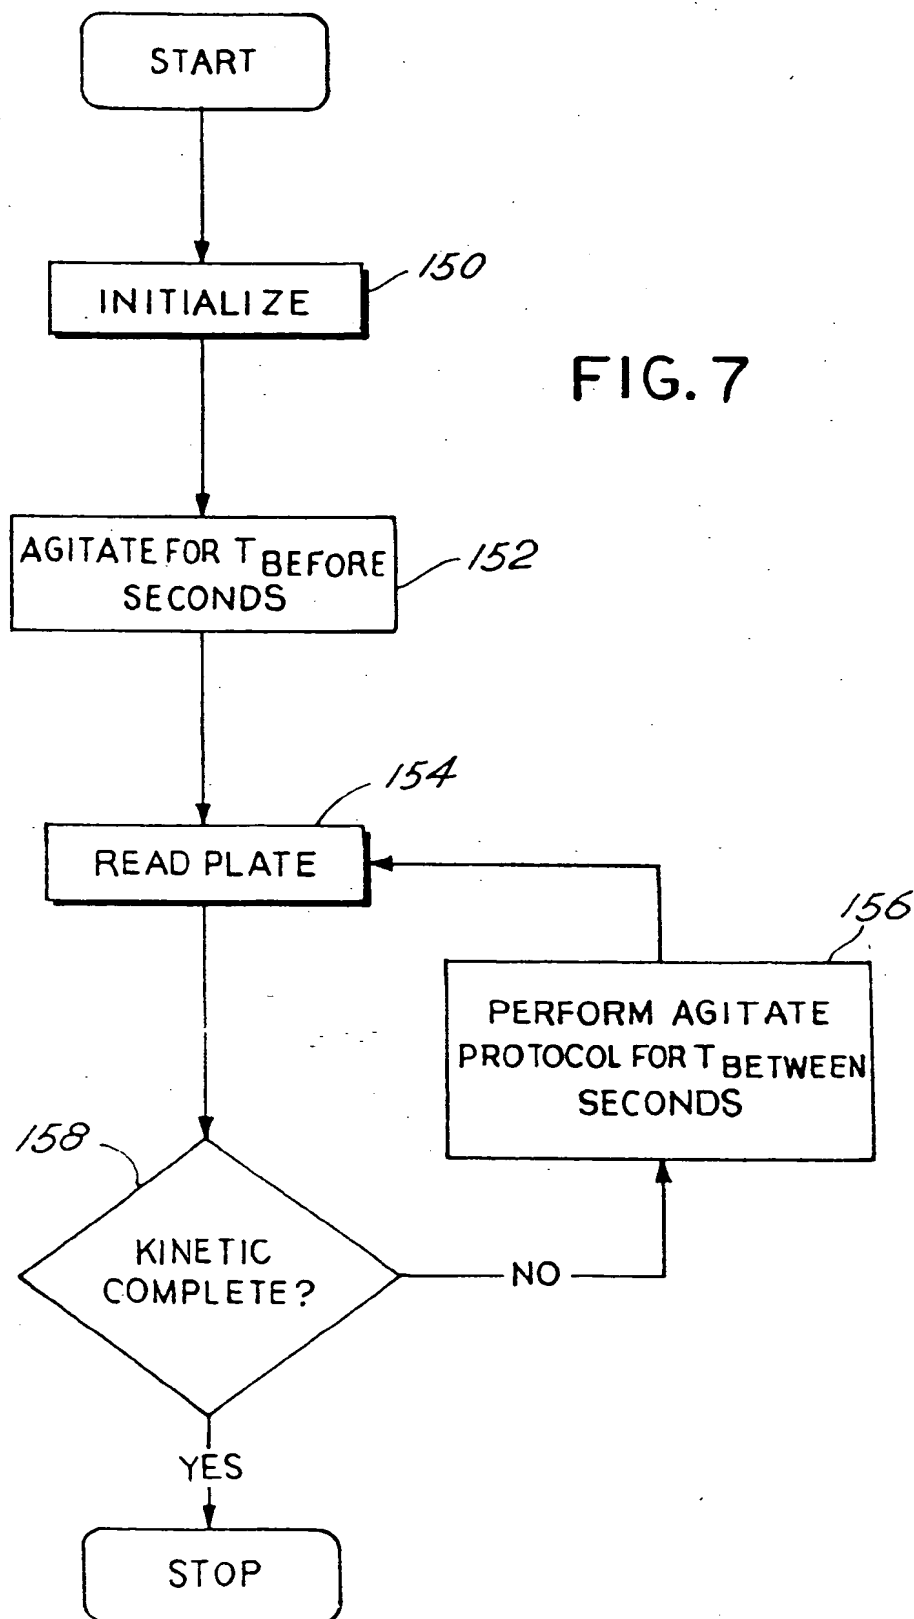 START
150
INITIALIZE
FIG. 7
AGITATE FOR T BEFORE
SECONDS
152
154
READ PLATE
156
PERFORM AGITATE
PROTOCOL FOR T BETWEEN
SECONDS
158
KINETIC
COMPLETE?
NO
YES
STOP